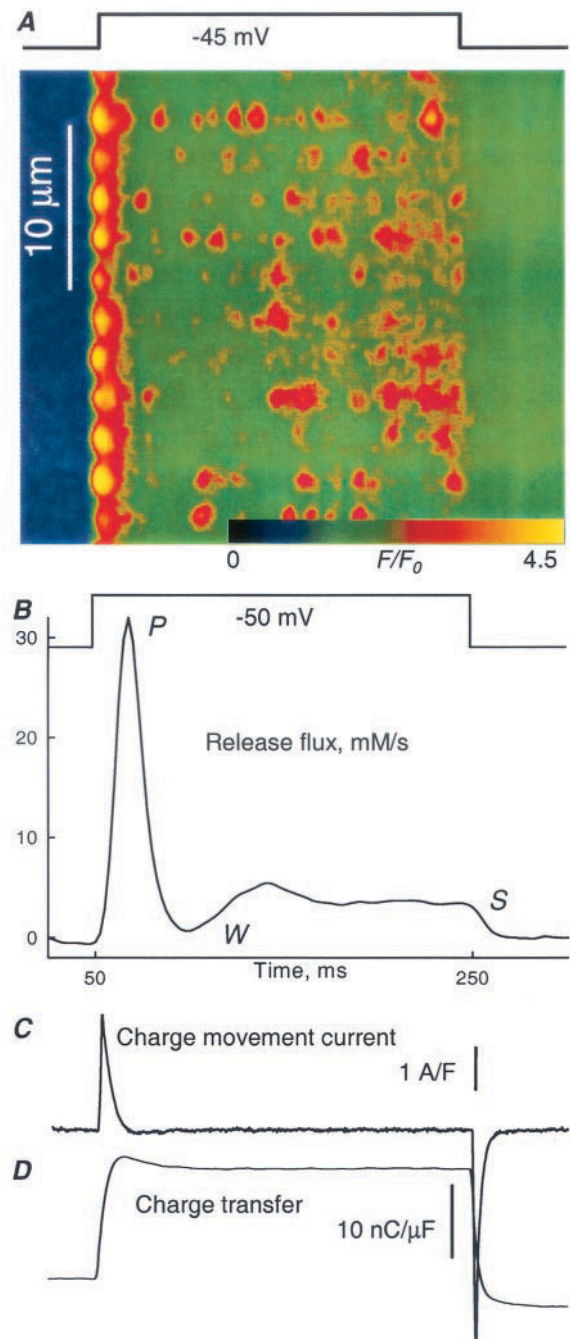 A
-45 mV
10 μm
0 F/F0 4.5
B
-50 mV
P
30
Release flux, mM/s
20
10
W
S
0
50 Time, ms 250
C
Charge movement current
1 A/F
D
Charge transfer
10 nC/μF